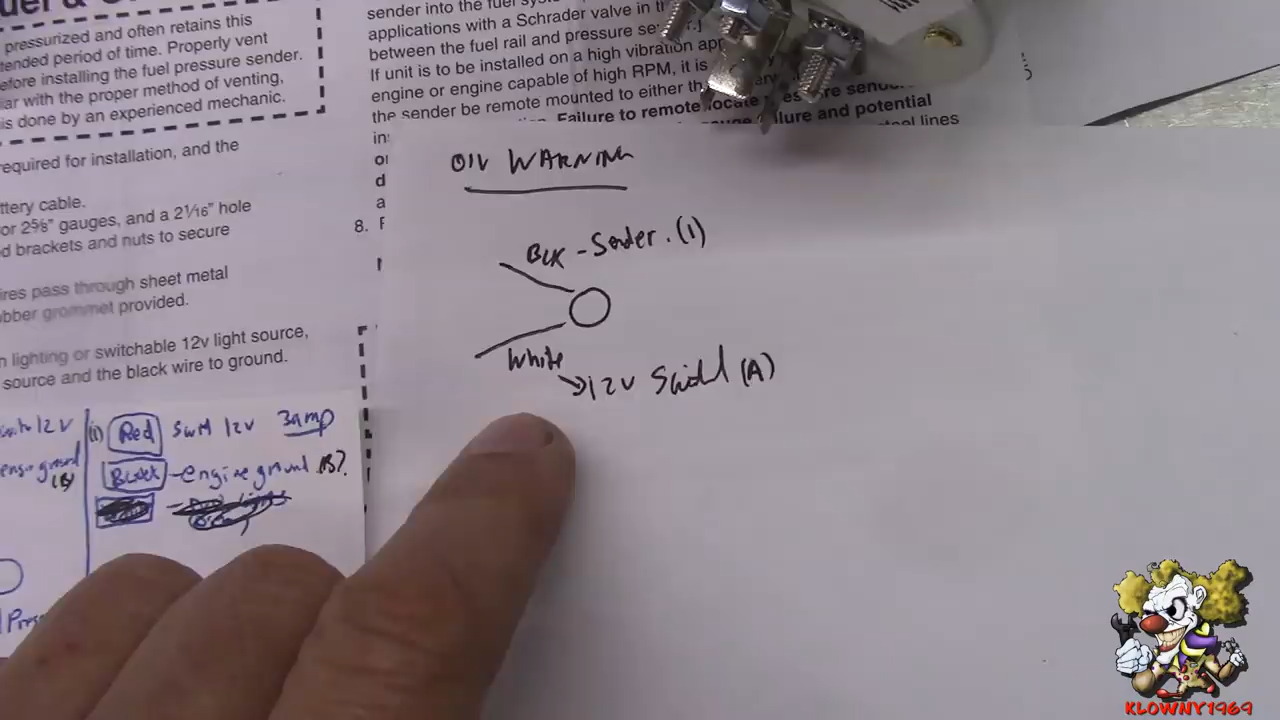 pressurized and often retains this
tended period of time. Properly vent
efore installing the fuel pressure sender.
iar with the proper method of venting,
is done by an experienced mechanic.
required for installation, and the
ttery cable.
or 2⅝" gauges, and a 2¹⁄₁₆" hole
d brackets and nuts to secure
ires pass through sheet metal
ubber grommet provided.
n lighting or switchable 12v light source,
source and the black wire to ground.
sender into the fuel
applications with a Schrader valve in
between the fuel rail and pressure
If unit is to be installed on a high vibration
engine or engine capable of high RPM, it is
the sender be remote mounted to either
Failure to remote locate
failure and potential
lines
8.
OIL WARNING
BLK - Sender. (1)
White
→12V Switch (A)
12V
(1) Red Swth 12V 3amp
ground (B)
Black - engine ground (B)?
KLOWNY1969